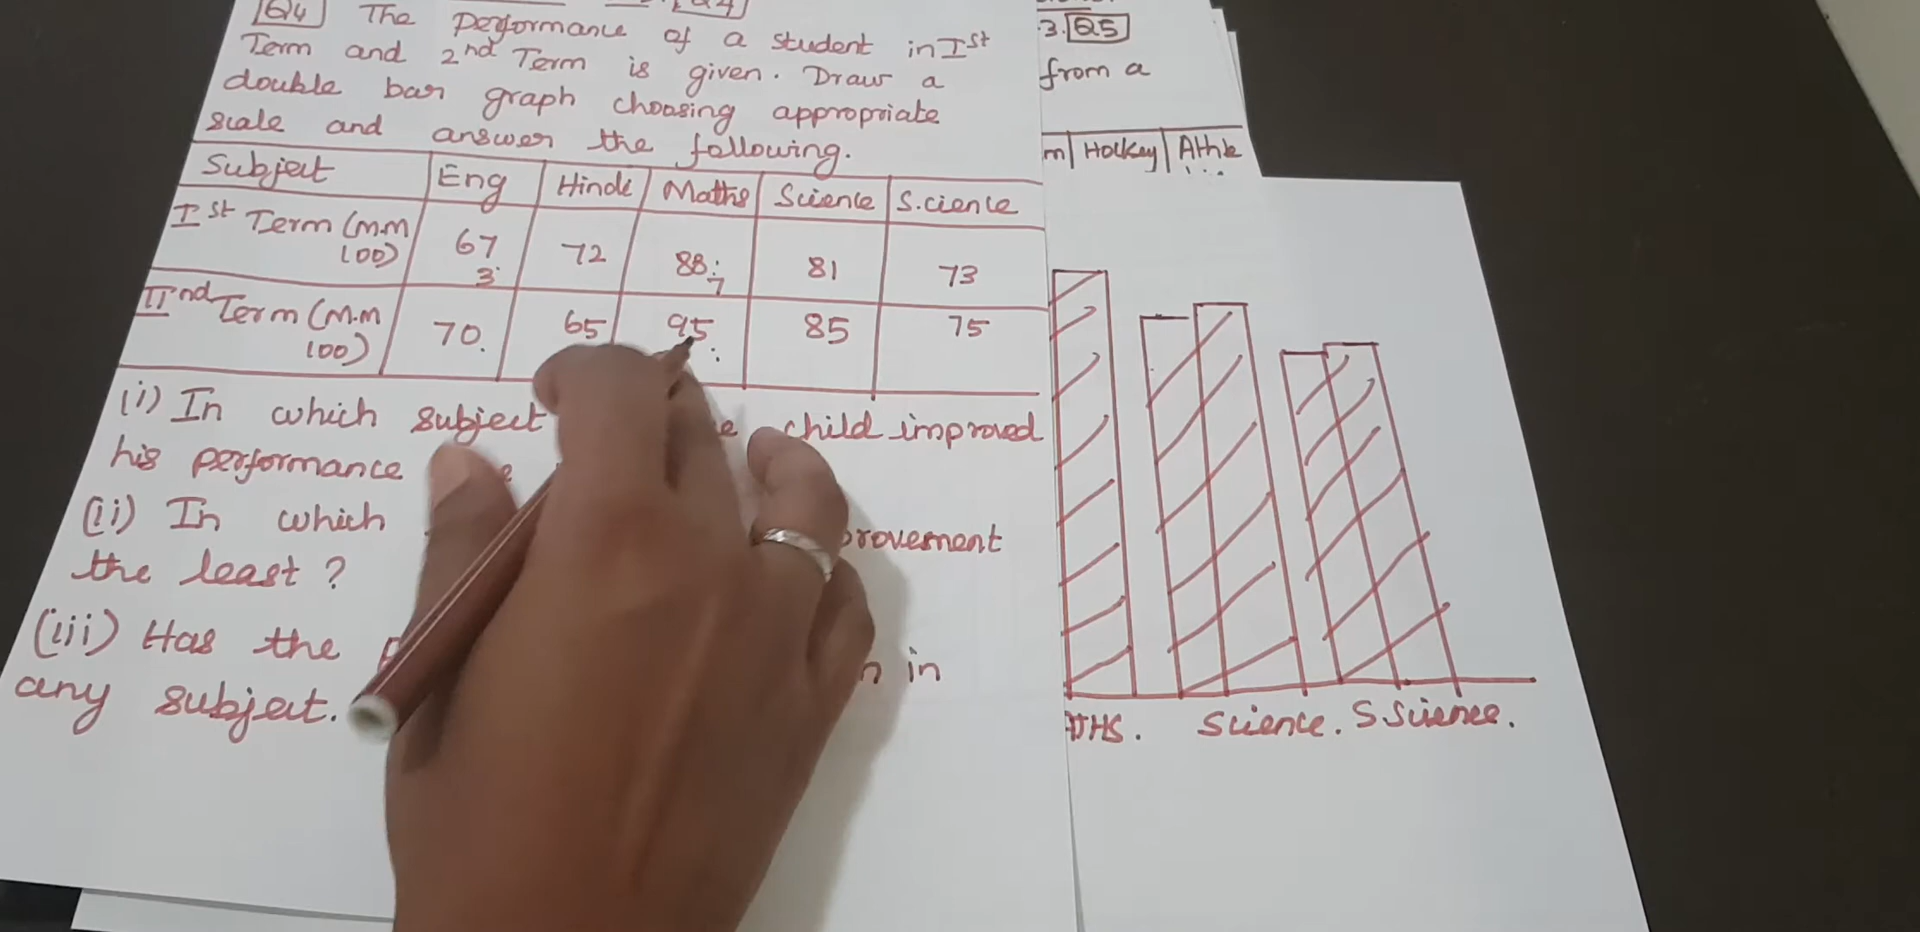 Q4 The performance of a student in Ist
Term and 2nd Term is given. Draw a
double bar graph choosing appropriate
scale and answer the following.
Subject Eng Hindi Maths Science S.cience
Ist Term (M.M 100) 67 72 88 81 73
3 7
IInd Term (M.M 100) 70 65 95 85 75
(i) In which subject child improved
his performance
(ii) In which
the least?
(iii) Has the in
any subject.
3. Q5
from a
Hockey
Science. S Science.